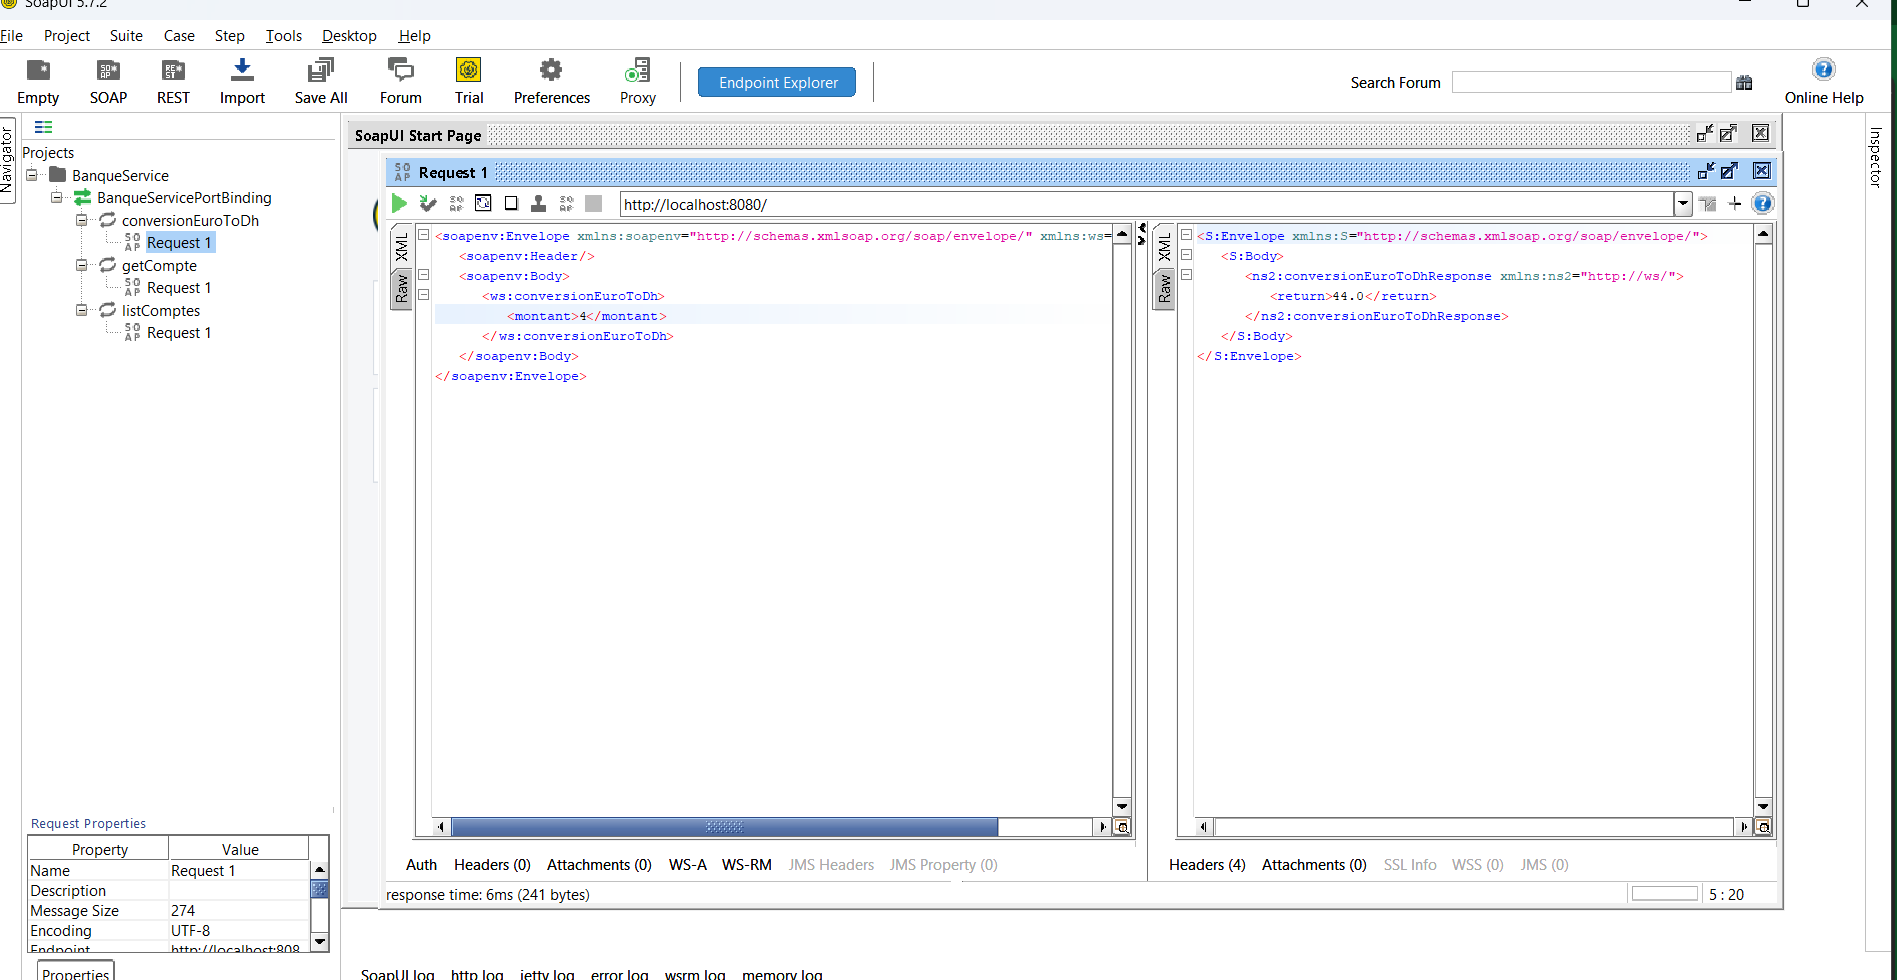 SoapUI 5.7.2
File Project Suite Case Step Tools Desktop Help
Empty SOAP REST Import Save All Forum Trial Preferences Proxy Endpoint Explorer Search Forum Online Help
Navigator
Projects
BanqueService
BanqueServicePortBinding
conversionEuroToDh
Request 1
getCompte
Request 1
listComptes
Request 1
Request Properties
Property Value
Name Request 1
Description
Message Size 274
Encoding UTF-8
Endpoint http://localhost:808
Properties
SoapUI Start Page
Request 1
http://localhost:8080/
XML
Raw
<soapenv:Envelope xmlns:soapenv="http://schemas.xmlsoap.org/soap/envelope/" xmlns:ws=
<soapenv:Header/>
<soapenv:Body>
<ws:conversionEuroToDh>
<montant>4</montant>
</ws:conversionEuroToDh>
</soapenv:Body>
</soapenv:Envelope>
XML
Raw
<S:Envelope xmlns:S="http://schemas.xmlsoap.org/soap/envelope/">
<S:Body>
<ns2:conversionEuroToDhResponse xmlns:ns2="http://ws/">
<return>44.0</return>
</ns2:conversionEuroToDhResponse>
</S:Body>
</S:Envelope>
Auth Headers (0) Attachments (0) WS-A WS-RM JMS Headers JMS Property (0)
Headers (4) Attachments (0) SSL Info WSS (0) JMS (0)
response time: 6ms (241 bytes)
5 : 20
SoapUI log http log jetty log error log wsrm log memory log
Inspector